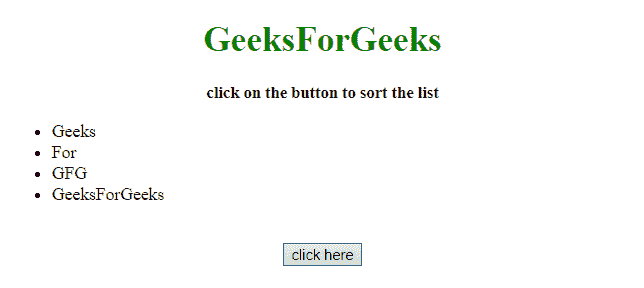 GeeksForGeeks
click on the button to sort the list
Geeks
For
GFG
GeeksForGeeks
click here